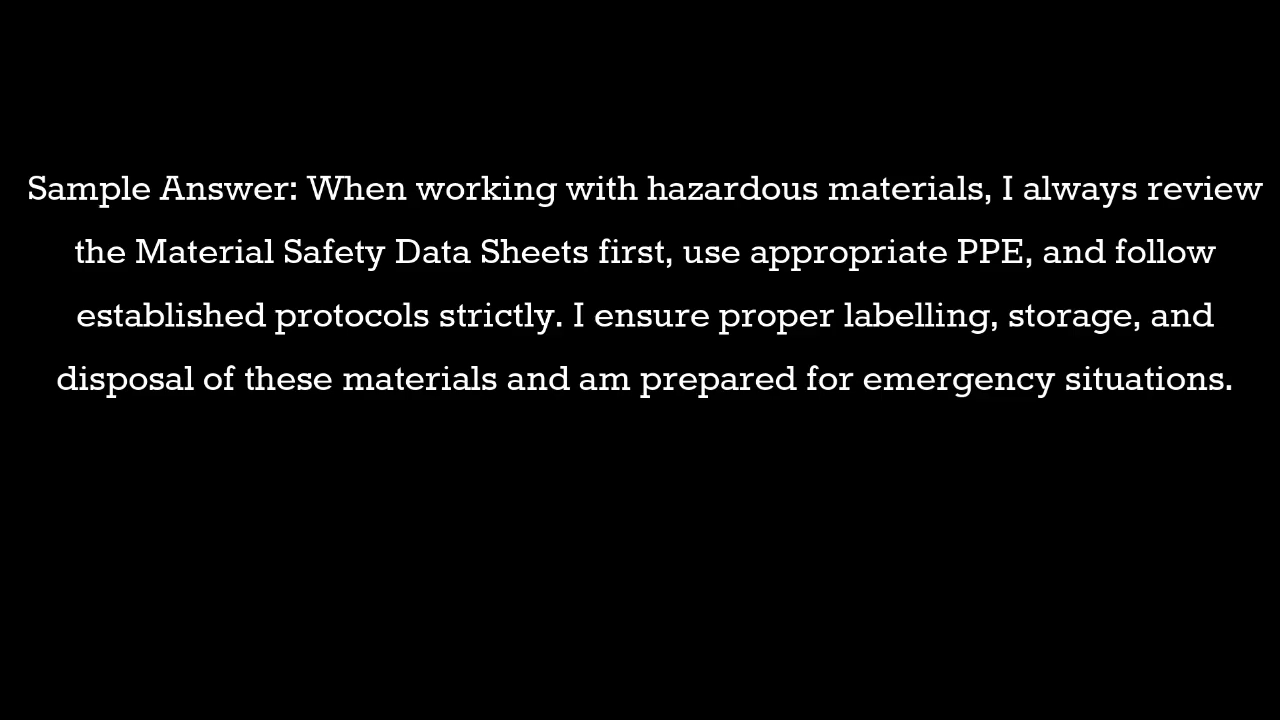 Sample Answer: When working with hazardous materials, I always review
the Material Safety Data Sheets first, use appropriate PPE, and follow
established protocols strictly. I ensure proper labelling, storage, and
disposal of these materials and am prepared for emergency situations.